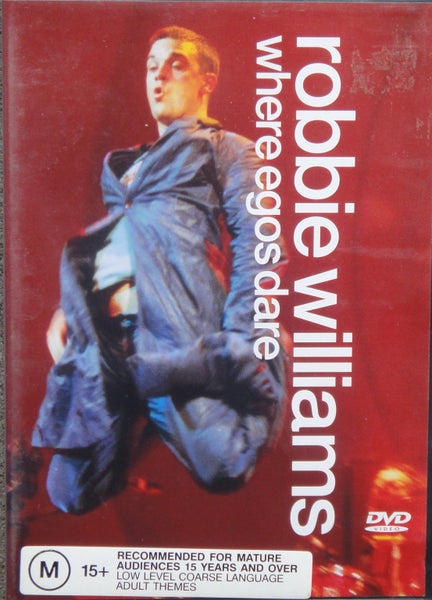 robbie williams
where egos dare
DVD
VIDEO
M 15+
RECOMMENDED FOR MATURE
AUDIENCES 15 YEARS AND OVER
LOW LEVEL COARSE LANGUAGE
ADULT THEMES